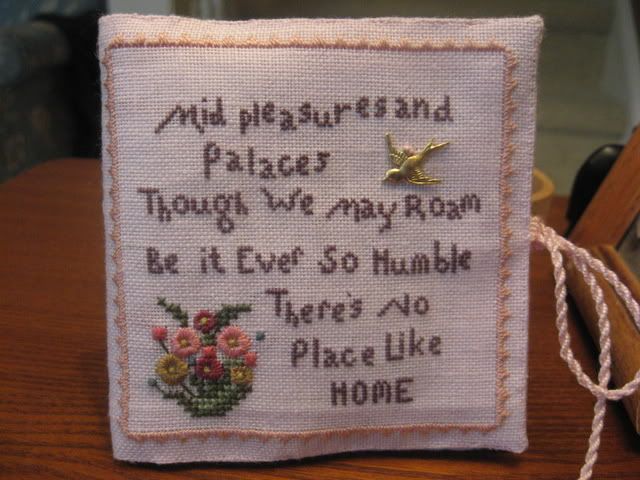 Mid pleasures and
Palaces
Though We May Roam
Be it Ever So Humble
There's No
Place Like
HOME